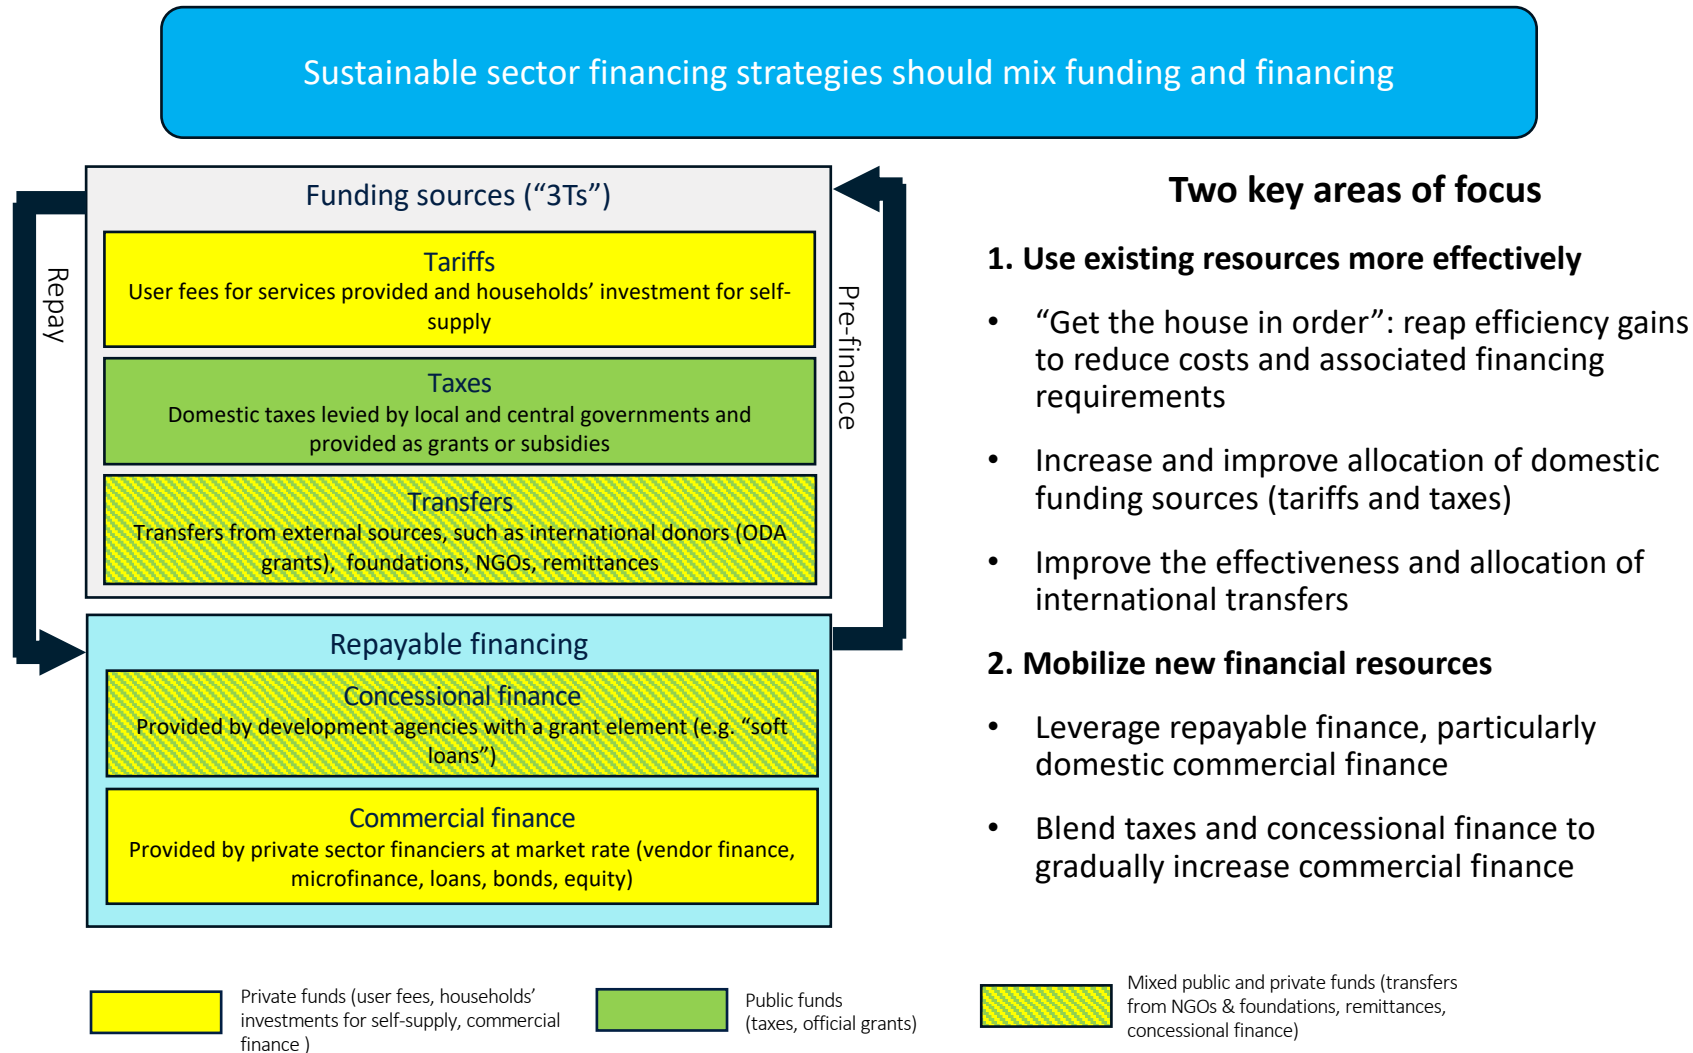 Sustainable sector financing strategies should mix funding and financing
Repay
Funding sources (“3Ts”)
Tariffs
User fees for services provided and households’ investment for self-
supply
Taxes
Domestic taxes levied by local and central governments and
provided as grants or subsidies
Transfers
Transfers from external sources, such as international donors (ODA
grants),  foundations, NGOs, remittances
Pre-finance
Repayable financing
Concessional finance
Provided by development agencies with a grant element (e.g. “soft
loans”)
Commercial finance
Provided by private sector financiers at market rate (vendor finance,
microfinance, loans, bonds, equity)
Two key areas of focus
1. Use existing resources more effectively
• “Get the house in order”: reap efficiency gains
to reduce costs and associated financing
requirements
• Increase and improve allocation of domestic
funding sources (tariffs and taxes)
• Improve the effectiveness and allocation of
international transfers
2. Mobilize new financial resources
• Leverage repayable finance, particularly
domestic commercial finance
• Blend taxes and concessional finance to
gradually increase commercial finance
Private funds (user fees, households’
investments for self-supply, commercial
finance )
Public funds
(taxes, official grants)
Mixed public and private funds (transfers
from NGOs & foundations, remittances,
concessional finance)